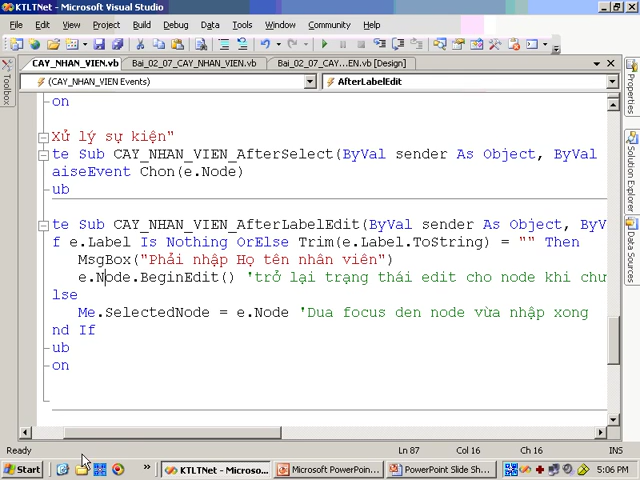 KTLTNet - Microsoft Visual Studio
File Edit View Project Build Debug Data Tools Window Community Help
CAY_NHAN_VIEN.vb Bai_02_07_CAY_NHAN_VIEN.vb Bai_02_07_CAY...EN.vb [Design]
(CAY_NHAN_VIEN Events) AfterLabelEdit
Toolbox
Properties
Solution Explorer
Data Sources
on
Xử lý sự kiện"
te Sub CAY_NHAN_VIEN_AfterSelect(ByVal sender As Object, ByVal
aiseEvent Chon(e.Node)
ub
te Sub CAY_NHAN_VIEN_AfterLabelEdit(ByVal sender As Object, ByV
f e.Label Is Nothing OrElse Trim(e.Label.ToString) = "" Then
MsgBox("Phải nhập Họ tên nhân viên")
e.Node.BeginEdit() 'trở lại trạng thái edit cho node khi chư
lse
Me.SelectedNode = e.Node 'Dua focus den node vừa nhập xong
nd If
ub
on
Ready Ln 87 Col 16 Ch 16 INS
Start » KTLTNet - Microso... Microsoft PowerPoin... PowerPoint Slide Sh... 5:06 PM